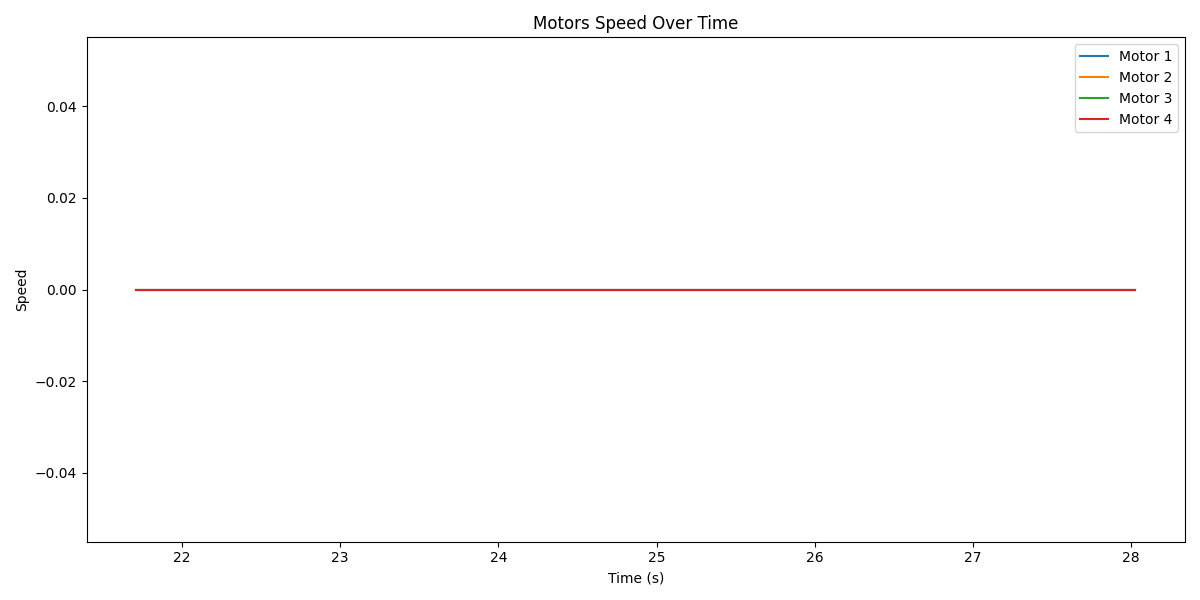 Motors Speed Over Time
Motor 1
Motor 2
Motor 3
Motor 4
0.04
0.02
0.00
−0.02
−0.04
Speed
22 23 24 25 26 27 28
Time (s)